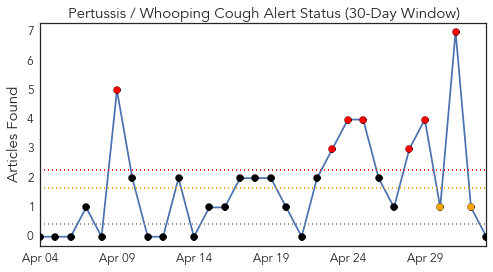 Pertussis / Whooping Cough Alert Status (30-Day Window)
Articles Found
7
6
5
4
3
2
1
0
Apr 04
Apr 09
Apr 14
Apr 19
Apr 24
Apr 29